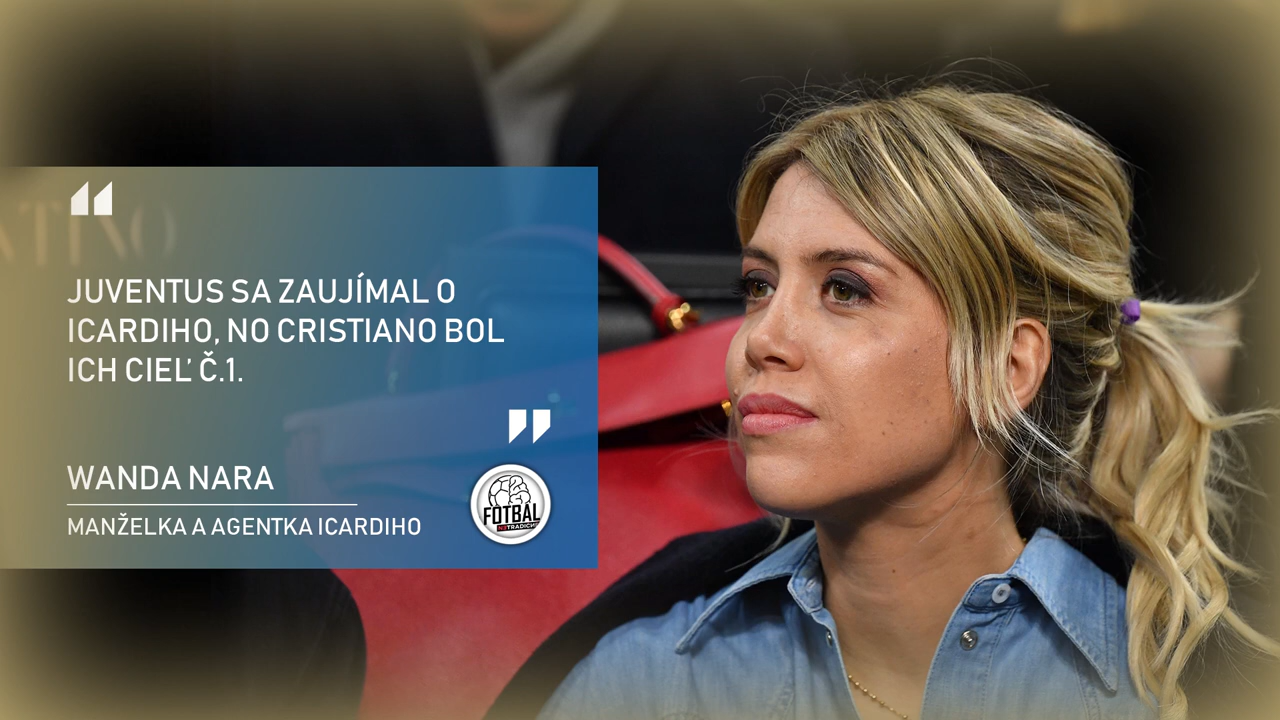 JUVENTUS SA ZAUJÍMAL O
ICARDIHO, NO CRISTIANO BOL
ICH CIEĽ Č.1.
WANDA NARA
MANŽELKA A AGENTKA ICARDIHO
FOTBAL